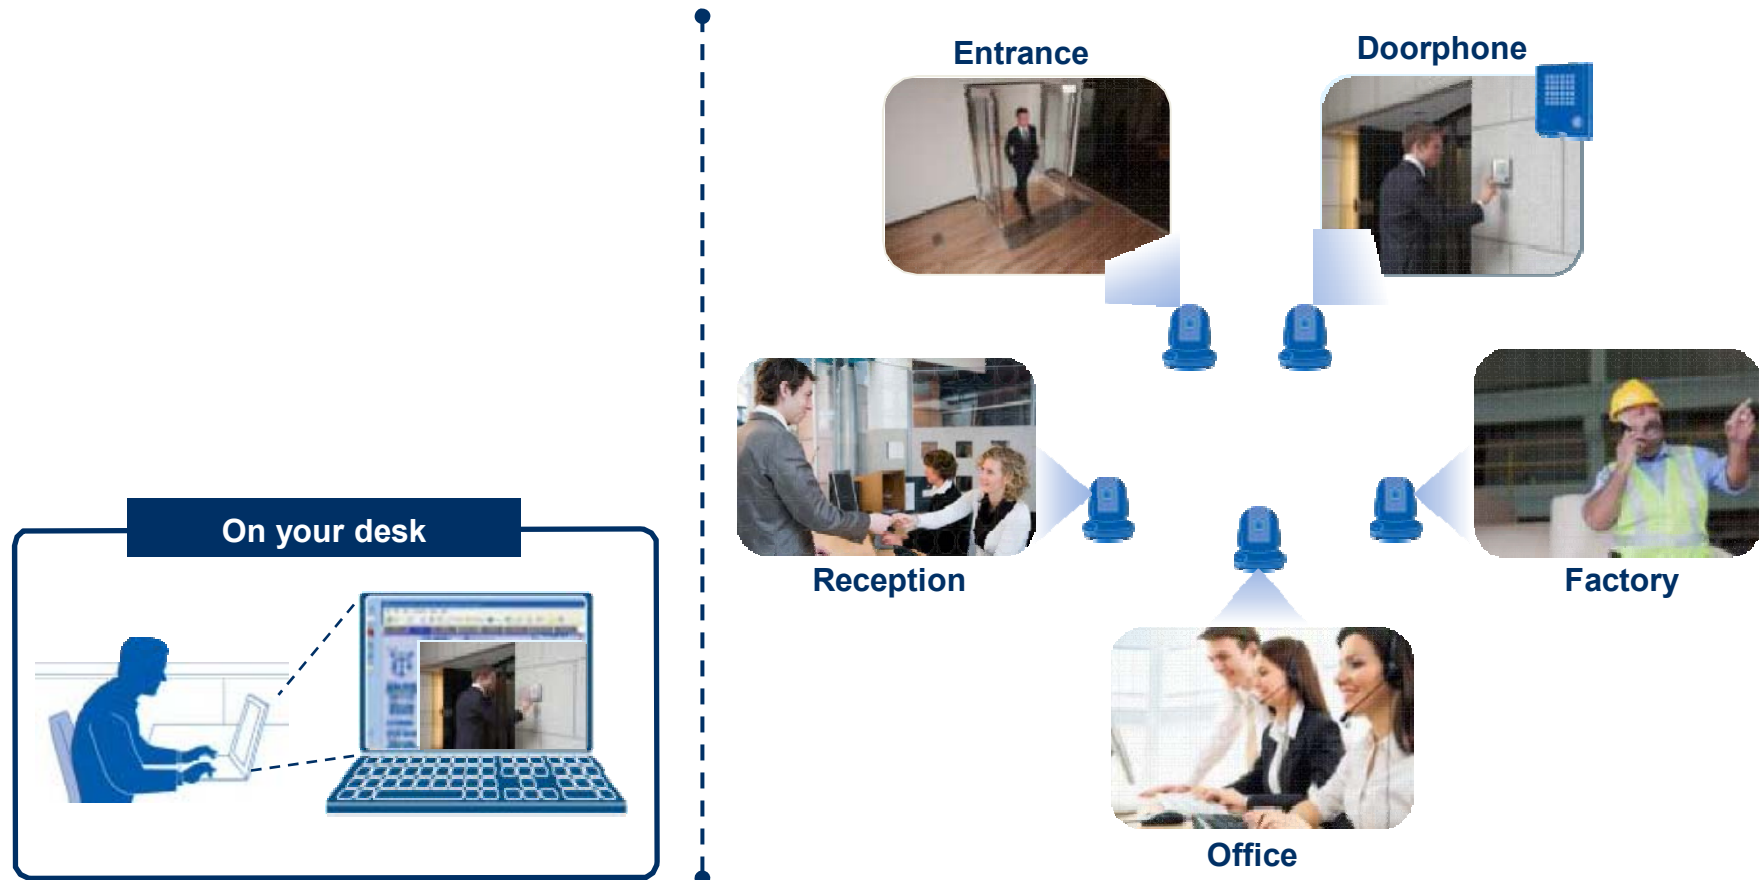 Entrance
Doorphone
On your desk
Reception
Factory
Office